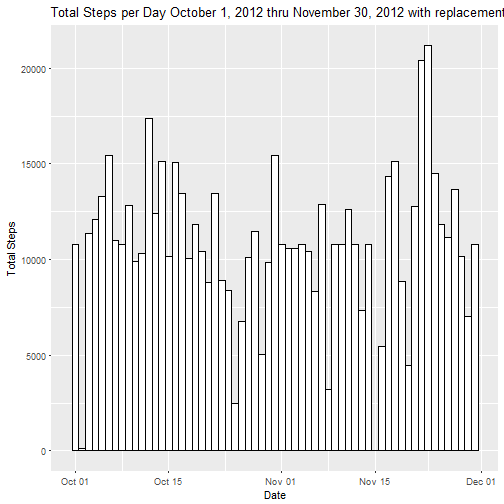 Total Steps per Day October 1, 2012 thru November 30, 2012 with replacement
Total Steps
20000
15000
10000
5000
0
Oct 01 Oct 15 Nov 01 Nov 15 Dec 01
Date